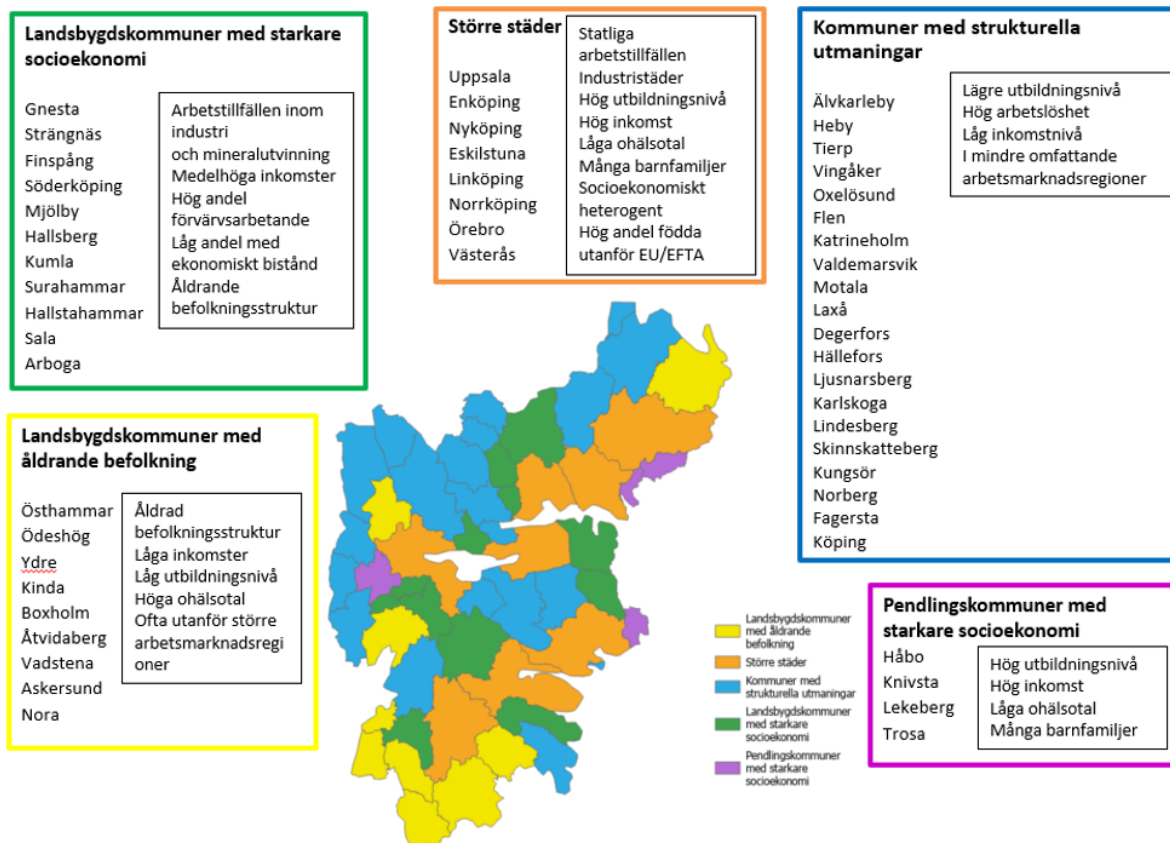 Landsbygdskommuner med starkare
socioekonomi
Gnesta
Strängnäs
Finspång
Söderköping
Mjölby
Hallsberg
Kumla
Surahammar
Hallstahammar
Sala
Arboga
Arbetstillfällen inom
industri
och mineralutvinning
Medelhöga inkomster
Hög andel
förvärvsarbetande
Låg andel med
ekonomiskt bistånd
Åldrande
befolkningsstruktur
Större städer
Uppsala
Enköping
Nyköping
Eskilstuna
Linköping
Norrköping
Örebro
Västerås
Statliga
arbetstillfällen
Industristäder
Hög utbildningsnivå
Hög inkomst
Låga ohälsotal
Många barnfamiljer
Socioekonomiskt
heterogent
Hög andel födda
utanför EU/EFTA
Kommuner med strukturella
utmaningar
Älvkarleby
Heby
Tierp
Vingåker
Oxelösund
Flen
Katrineholm
Valdemarsvik
Motala
Laxå
Degerfors
Hällefors
Ljusnarsberg
Karlskoga
Lindesberg
Skinnskatteberg
Kungsör
Norberg
Fagersta
Köping
Lägre utbildningsnivå
Hög arbetslöshet
Låg inkomstnivå
I mindre omfattande
arbetsmarknadsregioner
Landsbygdskommuner med
åldrande befolkning
Östhammar
Ödeshög
Ydre
Kinda
Boxholm
Åtvidaberg
Vadstena
Askersund
Nora
Åldrad
befolkningsstruktur
Låga inkomster
Låg utbildningsnivå
Höga ohälsotal
Ofta utanför större
arbetsmarknadsregi
oner
Landsbygdskommuner
med åldrande
befolkning
Större städer
Kommuner med
strukturella utmaningar
Landsbygdskommuner
med starkare
socioekonomi
Pendlingskommuner
med starkare
socioekonomi
Pendlingskommuner med
starkare socioekonomi
Håbo
Knivsta
Lekeberg
Trosa
Hög utbildningsnivå
Hög inkomst
Låga ohälsotal
Många barnfamiljer